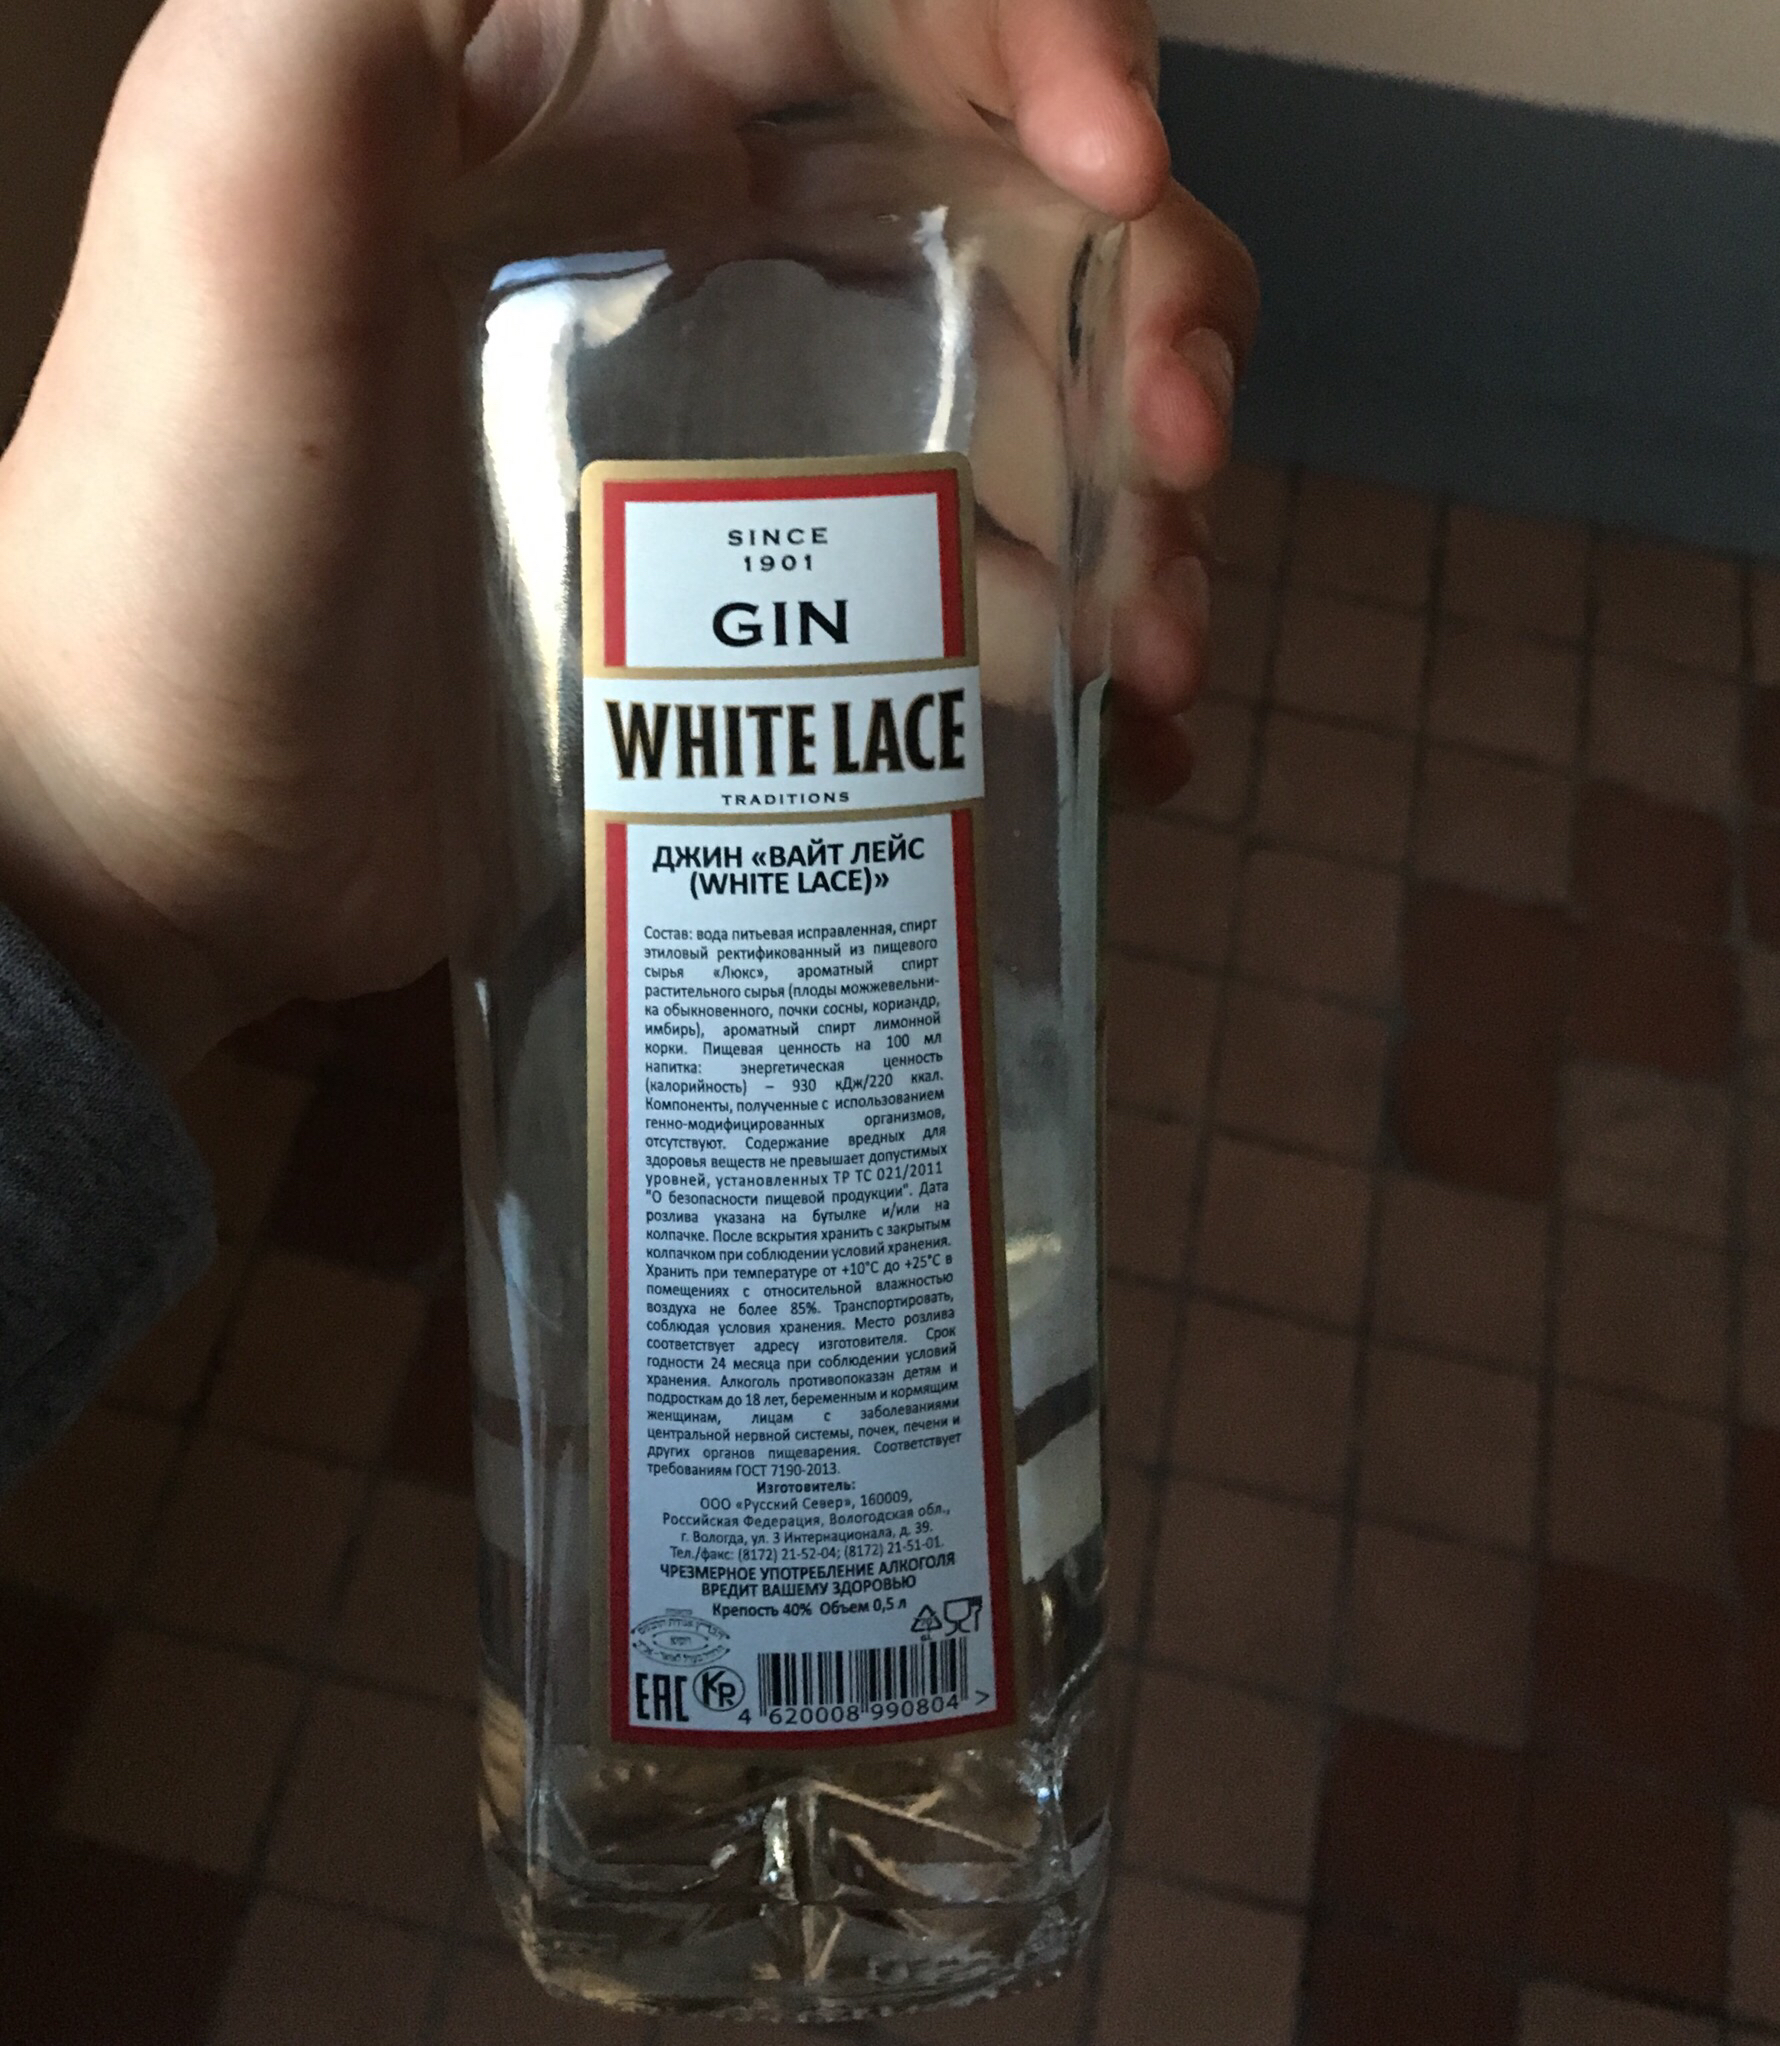 SINCE
1901
GIN
WHITE LACE
TRADITIONS
ДЖИН «ВАЙТ ЛЕЙС
(WHITE LACE)»
Состав: вода питьевая исправленная, спирт
этиловый ректификованный из пищевого
сырья «Люкс», ароматный спирт
растительного сырья (плоды можжевельни-
ка обыкновенного, почки сосны, кориандр,
имбирь), ароматный спирт лимонной
корки. Пищевая ценность на 100 мл
напитка: энергетическая ценность
(калорийность) – 930 кДж/220 ккал.
Компоненты, полученные с использованием
генно-модифицированных организмов,
отсутствуют. Содержание вредных для
здоровья веществ не превышает допустимых
уровней, установленных ТР ТС 021/2011
"О безопасности пищевой продукции". Дата
розлива указана на бутылке и/или на
колпачке. После вскрытия хранить с закрытым
колпачком при соблюдении условий хранения.
Хранить при температуре от +10°С до +25°С в
помещениях с относительной влажностью
воздуха не более 85%. Транспортировать,
соблюдая условия хранения. Место розлива
соответствует адресу изготовителя. Срок
годности 24 месяца при соблюдении условий
хранения. Алкоголь противопоказан детям и
подросткам до 18 лет, беременным и кормящим
женщинам, лицам с заболеваниями
центральной нервной системы, почек, печени и
других органов пищеварения. Соответствует
требованиям ГОСТ 7190-2013.
Изготовитель:
ООО «Русский Север», 160009,
Российская Федерация, Вологодская обл.,
г. Вологда, ул. 3 Интернационала, д. 39.
Тел./факс: (8172) 21-52-04; (8172) 21-51-01.
ЧРЕЗМЕРНОЕ УПОТРЕБЛЕНИЕ АЛКОГОЛЯ
ВРЕДИТ ВАШЕМУ ЗДОРОВЬЮ
Крепость 40% Объем 0,5 л
EAC KR
4 620008 990804 >